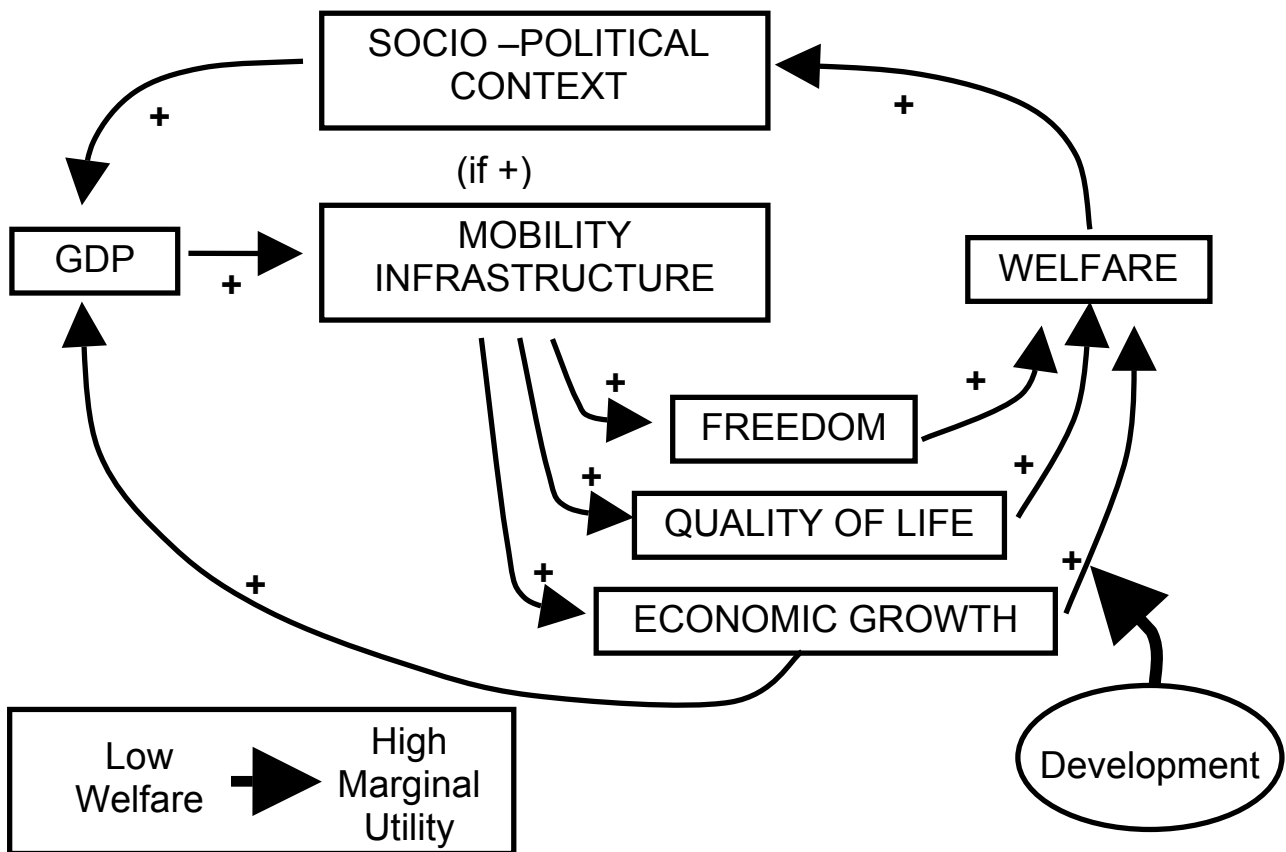 SOCIO –POLITICAL
CONTEXT
+
+
(if +)
GDP
+
MOBILITY
INFRASTRUCTURE
WELFARE
+
FREEDOM
+
+
QUALITY OF LIFE
+
+
ECONOMIC GROWTH
+
+
Low
Welfare
High
Marginal
Utility
Development